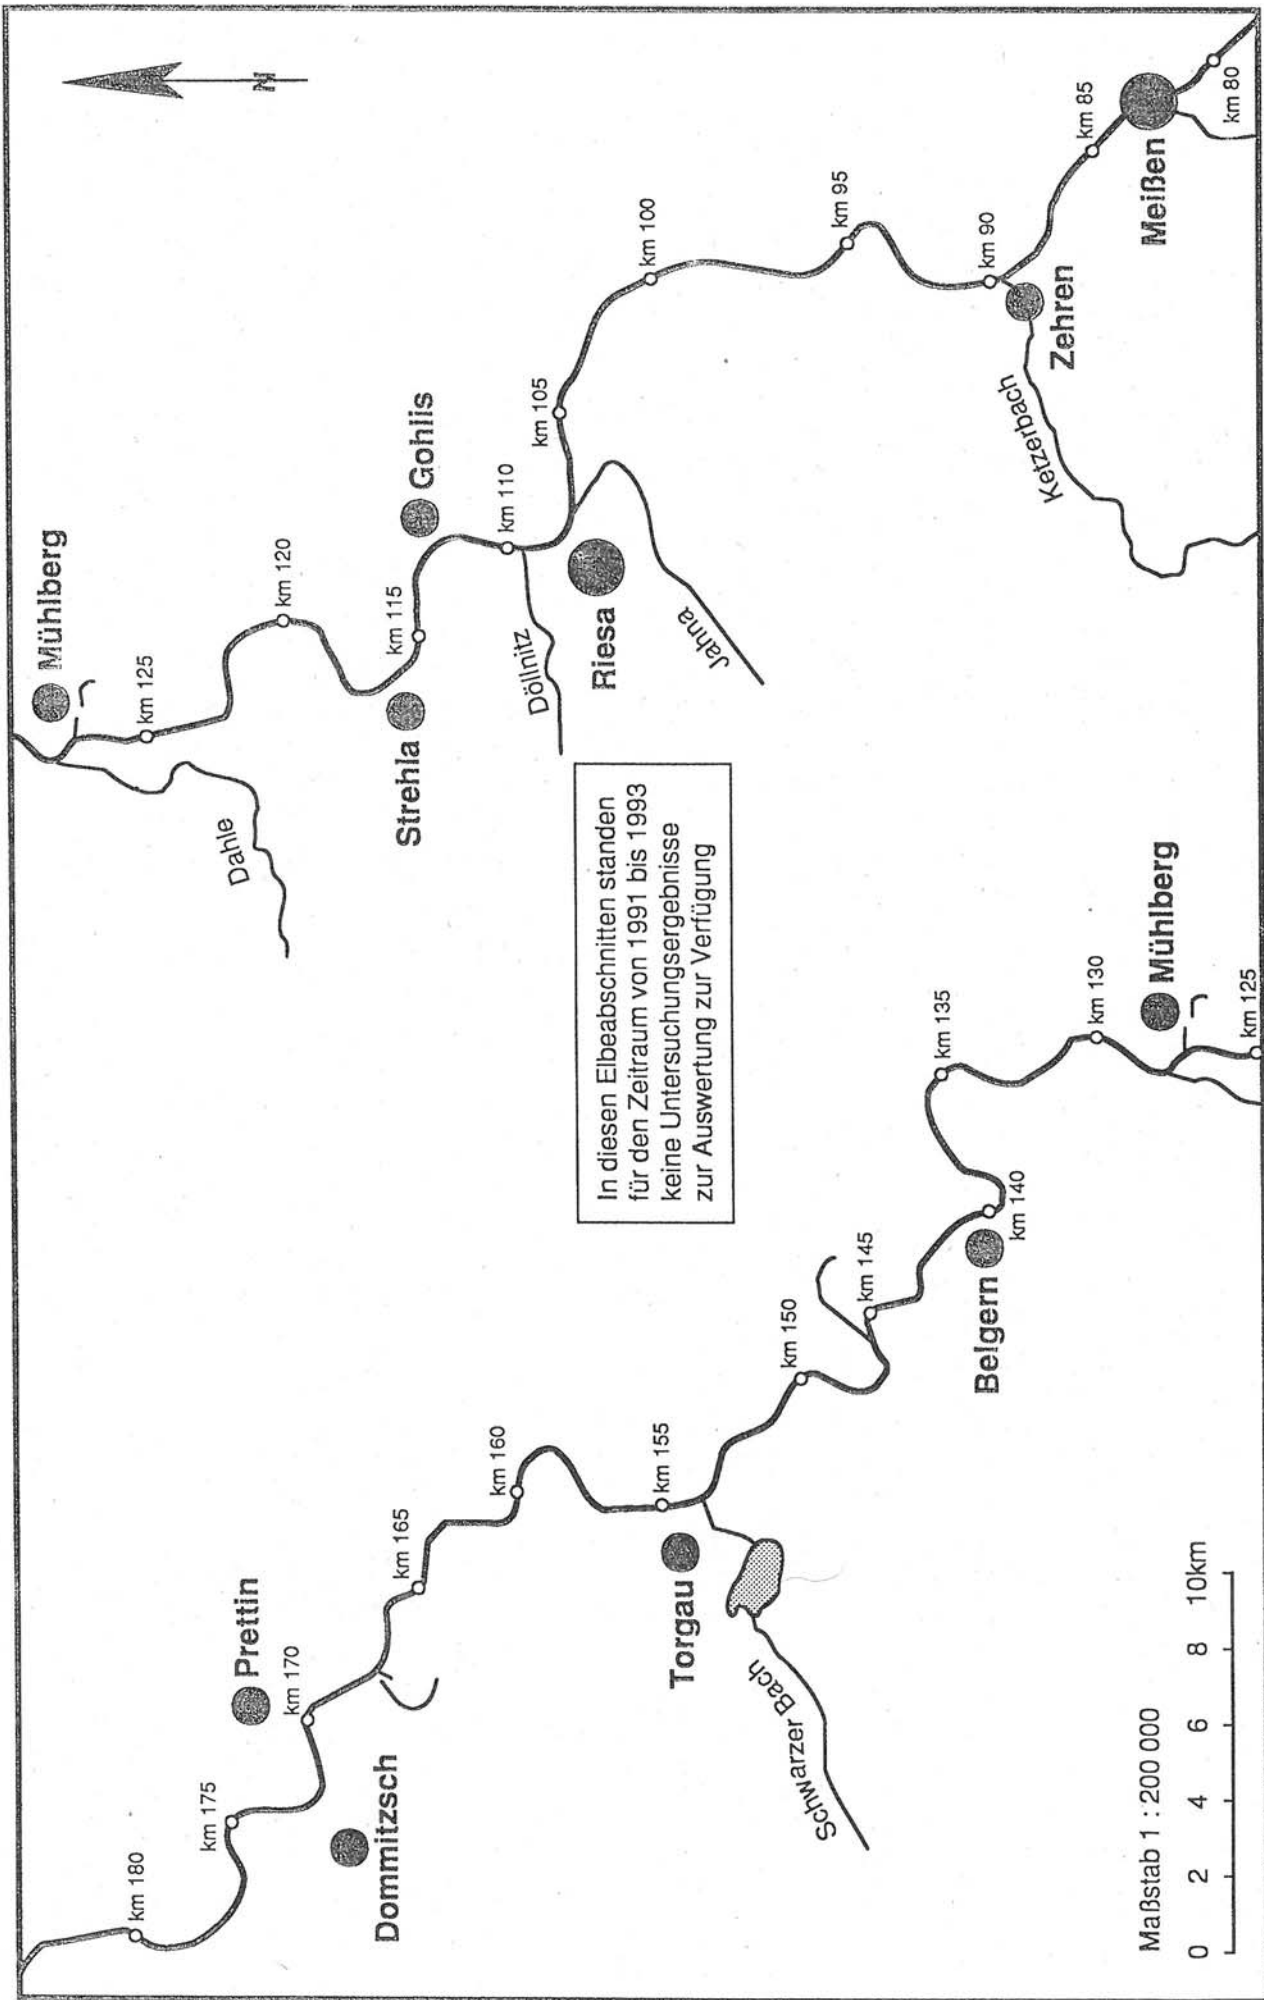 N
km 180
km 175
Prettin
km 170
Dommitzsch
km 165
km 160
km 155
Torgau
Schwarzer Bach
km 150
km 145
Belgern
km 140
km 135
km 130
Mühlberg
km 125
Maßstab 1 : 200 000
0 2 4 6 8 10km
In diesen Elbeabschnitten standen
für den Zeitraum von 1991 bis 1993
keine Untersuchungsergebnisse
zur Auswertung zur Verfügung
Mühlberg
km 125
Dahle
km 120
Strehla
km 115
Gohlis
km 110
Döllnitz
Riesa
Jahna
km 105
km 100
km 95
km 90
Zehren
Ketzerbach
km 85
Meißen
km 80